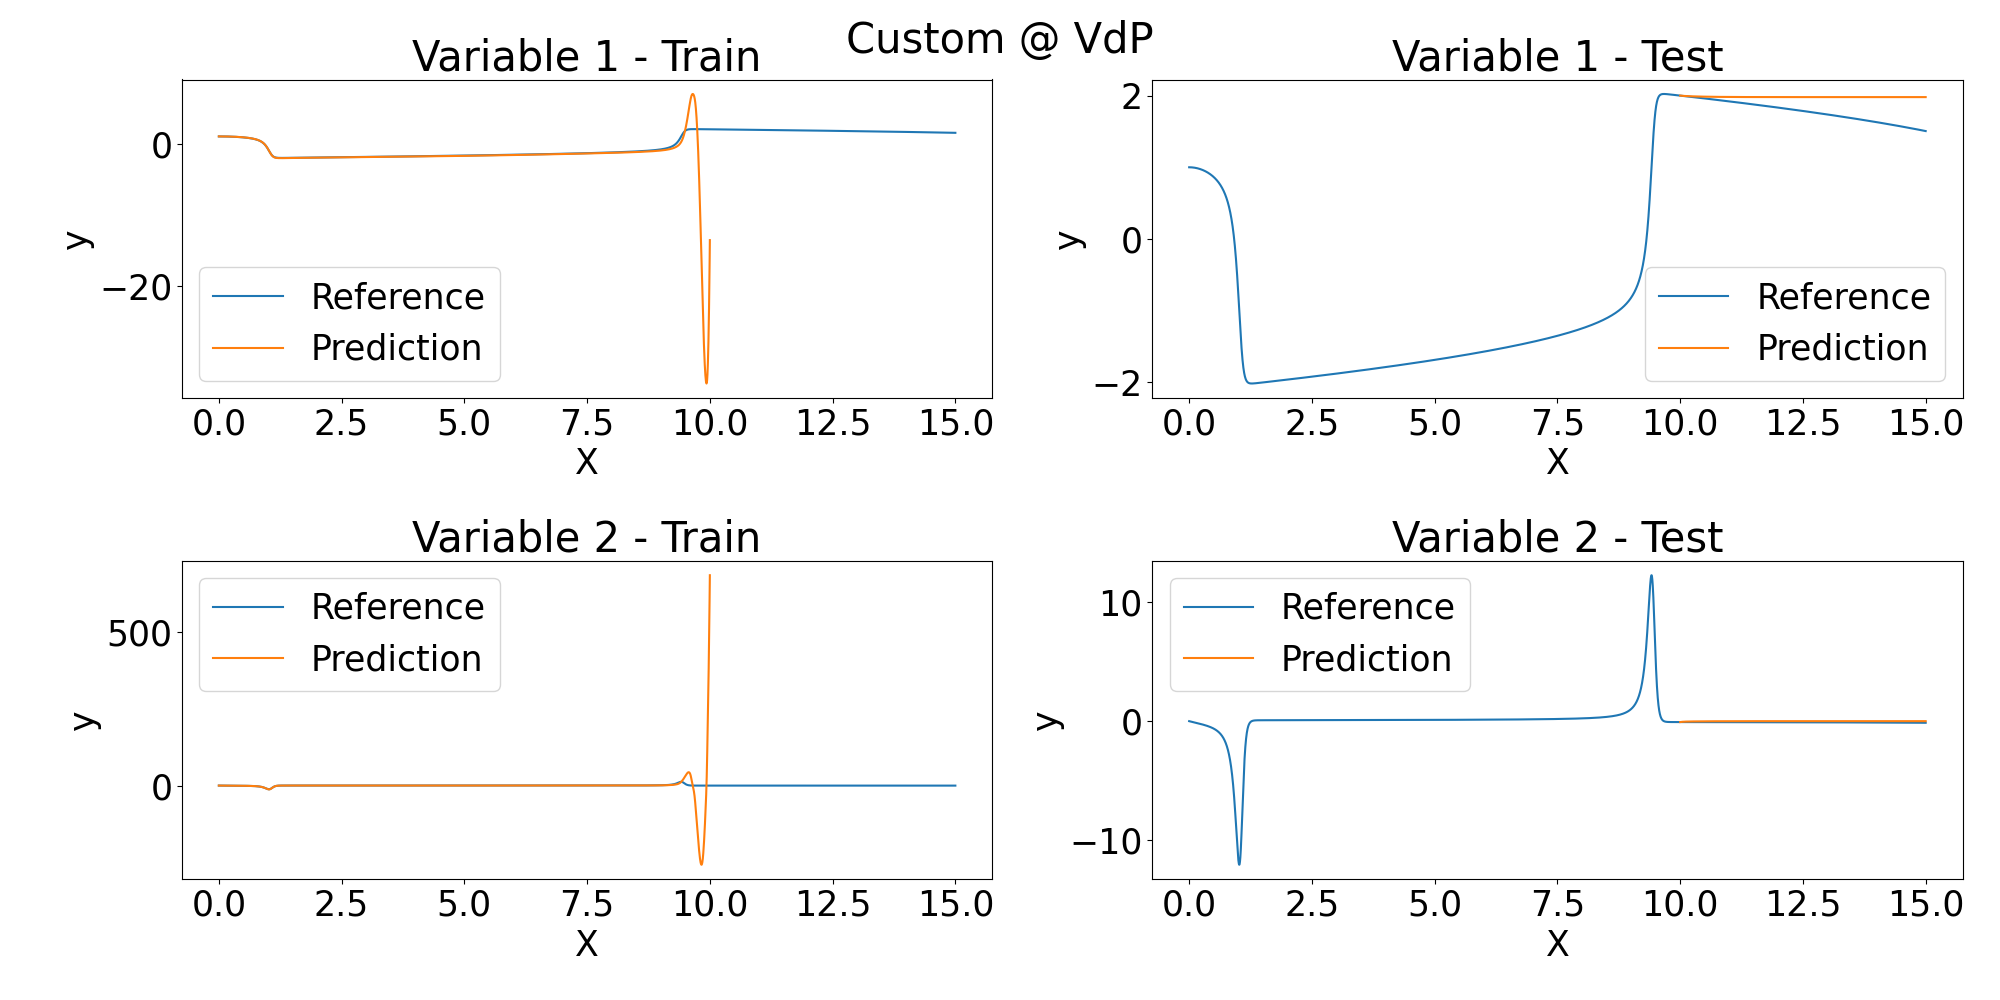 Custom @ VdP
Variable 1 - Train
0
−20
y
Reference
Prediction
0.0 2.5 5.0 7.5 10.0 12.5 15.0
X
Variable 1 - Test
2
0
−2
y
Reference
Prediction
0.0 2.5 5.0 7.5 10.0 12.5 15.0
X
Variable 2 - Train
500
0
y
Reference
Prediction
0.0 2.5 5.0 7.5 10.0 12.5 15.0
X
Variable 2 - Test
10
0
−10
y
Reference
Prediction
0.0 2.5 5.0 7.5 10.0 12.5 15.0
X